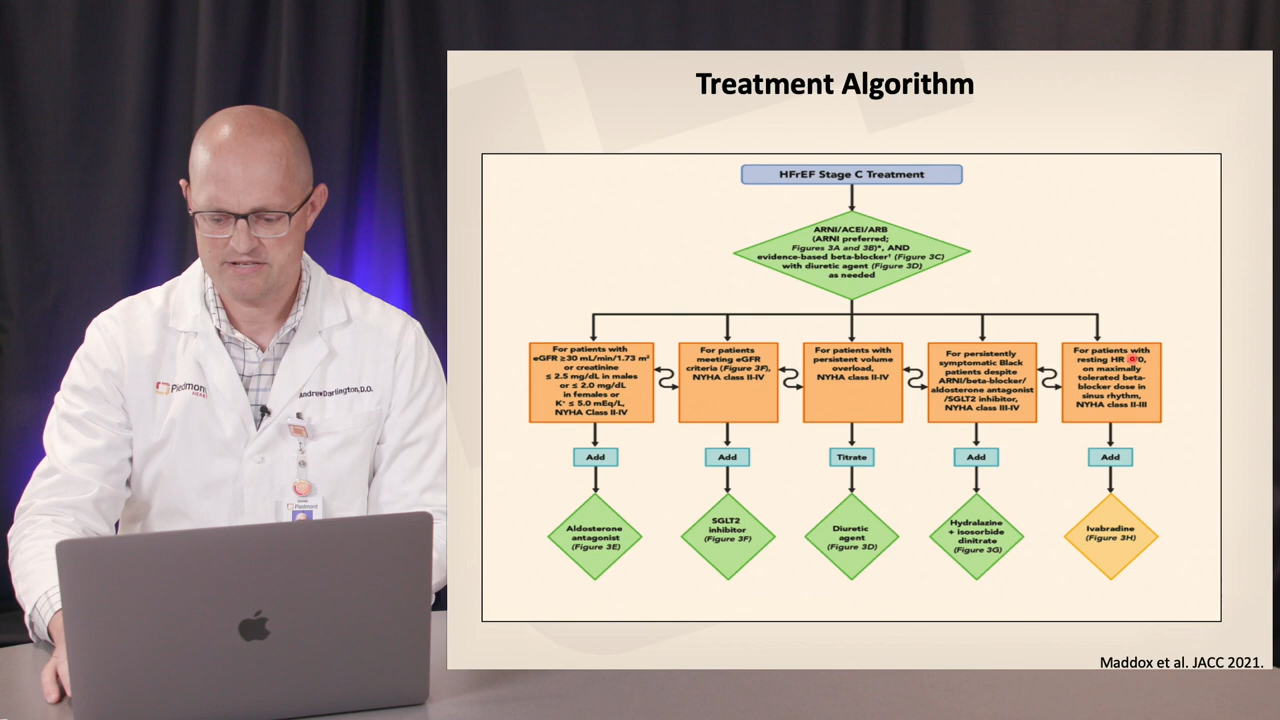 Treatment Algorithm
HFrEF Stage C Treatment
ARNI/ACEI/ARB
(ARNI preferred;
Figures 3A and 3B)*, AND
evidence-based beta-blocker† (Figure 3C)
with diuretic agent (Figure 3D)
as needed
For patients with
eGFR ≥30 mL/min/1.73 m²
or creatinine
≤ 2.5 mg/dL in males
or ≤ 2.0 mg/dL
in females or
K⁺ ≤ 5.0 mEq/L,
NYHA Class II-IV
For patients
meeting eGFR
criteria (Figure 3F),
NYHA class II-IV
For patients with
persistent volume
overload,
NYHA class II-IV
For persistently
symptomatic Black
patients despite
ARNI/beta-blocker/
aldosterone antagonist
/SGLT2 inhibitor,
NYHA class III-IV
For patients with
resting HR
on maximally
tolerated beta-
blocker dose in
sinus rhythm,
NYHA class II-III
Add
Add
Titrate
Add
Add
Aldosterone
antagonist
(Figure 3E)
SGLT2
inhibitor
(Figure 3F)
Diuretic
agent
(Figure 3D)
Hydralazine
+ isosorbide
dinitrate
(Figure 3G)
Ivabradine
(Figure 3H)
Maddox et al. JACC 2021.
Piedmont
HEART
Andrew Darlington, D.O.
Piedmont